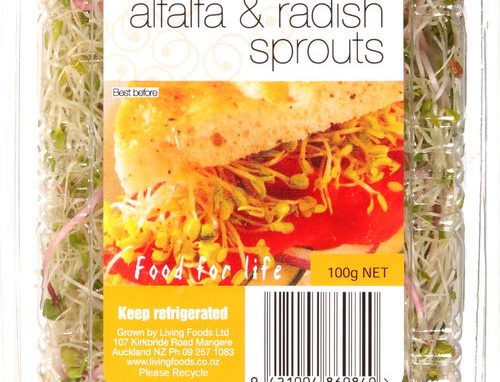 alfalfa & radish
sprouts
Best before
Food for life
100g NET
Keep refrigerated
Grown by Living Foods Ltd
107 Kirkbride Road Mangere
Auckland NZ Ph 09 257 1083
www.livingfoods.co.nz
Please Recycle